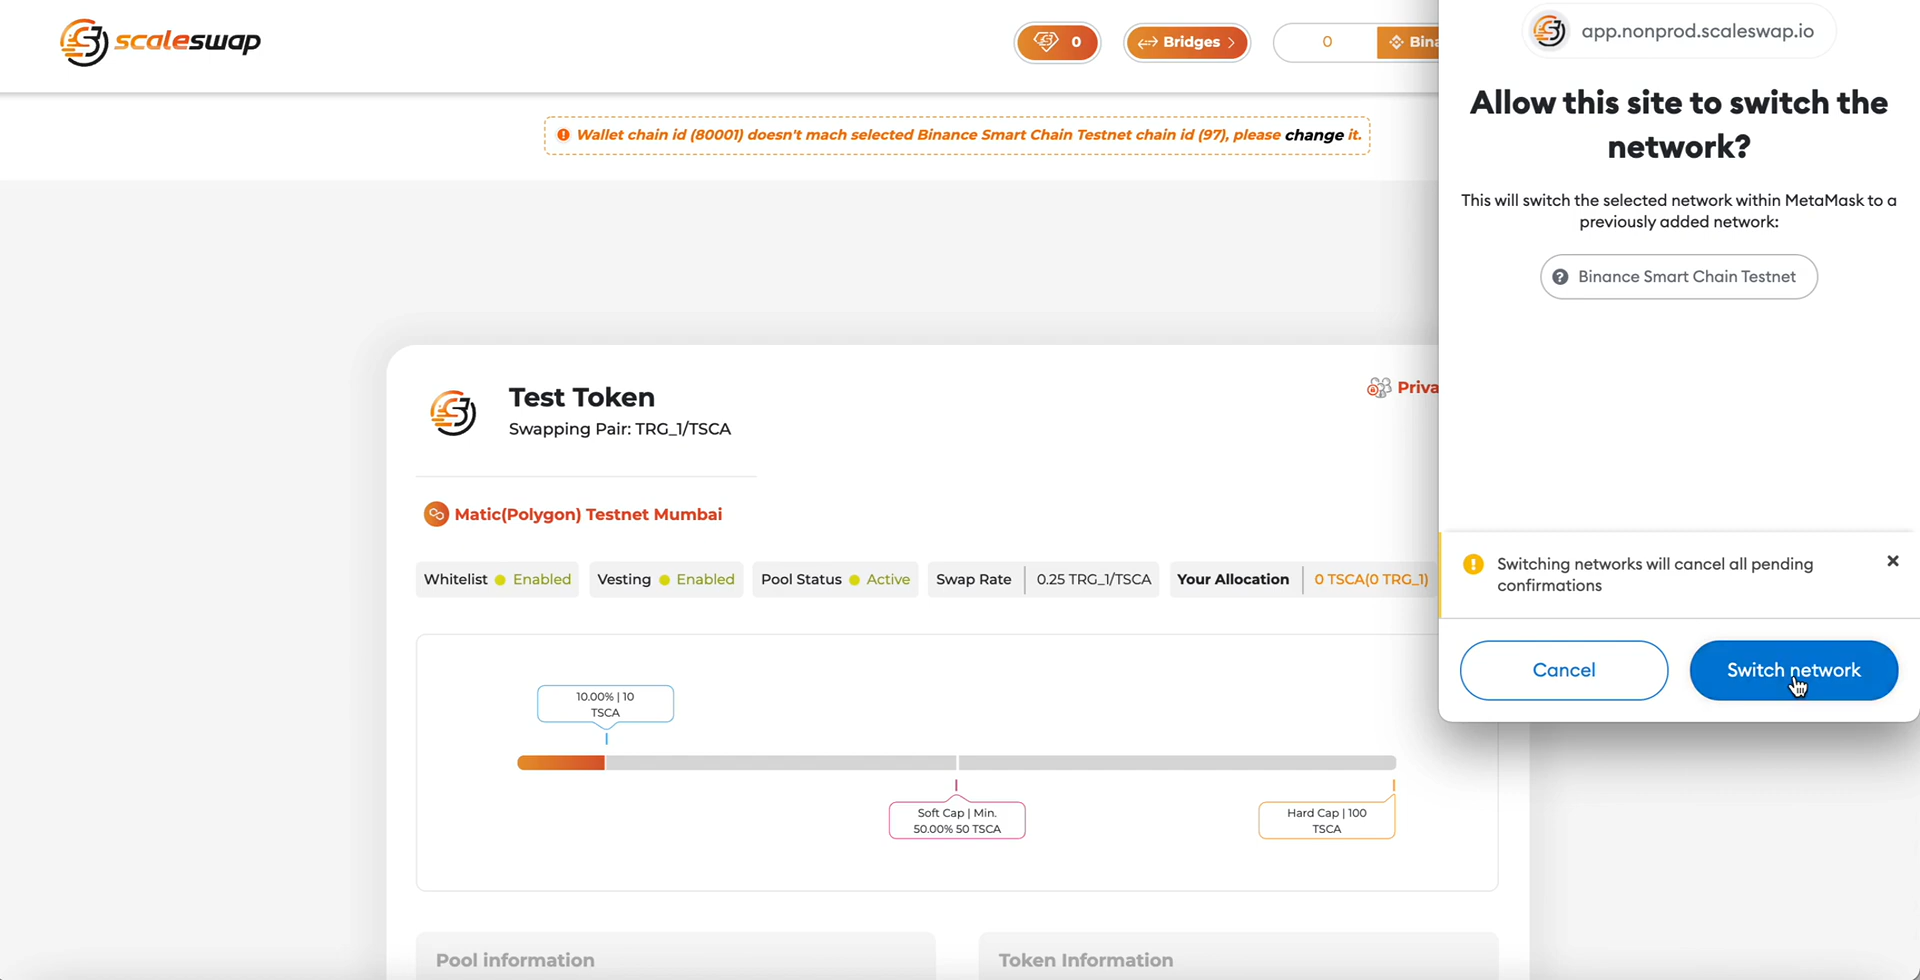 scaleswap
0
Bridges
0
Bina
Wallet chain id (80001) doesn't mach selected Binance Smart Chain Testnet chain id (97), please change it.
app.nonprod.scaleswap.io
Allow this site to switch the
network?
This will switch the selected network within MetaMask to a
previously added network:
Binance Smart Chain Testnet
Switching networks will cancel all pending
confirmations
Cancel
Switch network
Test Token
Swapping Pair: TRG_1/TSCA
Priva
Matic(Polygon) Testnet Mumbai
Whitelist Enabled
Vesting Enabled
Pool Status Active
Swap Rate 0.25 TRG_1/TSCA
Your Allocation 0 TSCA(0 TRG_1)
10.00% | 10
TSCA
Soft Cap | Min.
50.00% 50 TSCA
Hard Cap | 100
TSCA
Pool information
Token Information